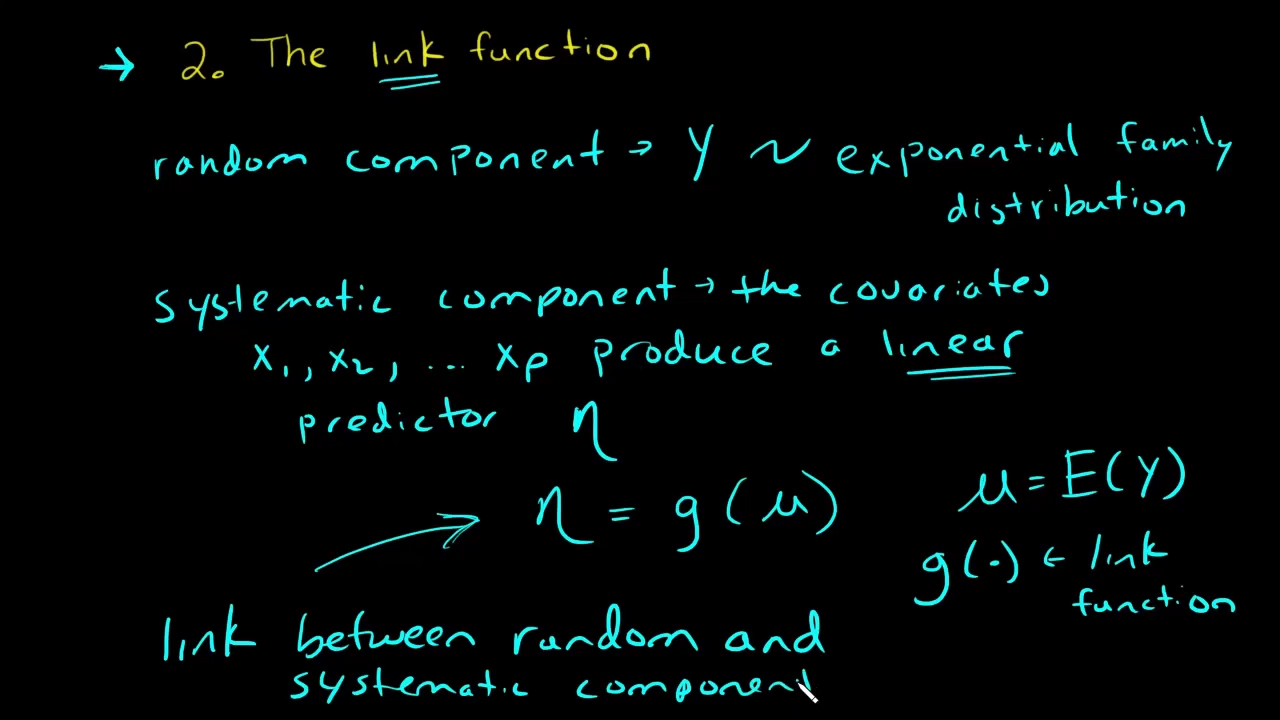 → 2. The link function
random component → Y ~ exponential family
distribution
systematic component → the covariates
x₁, x₂, ... xₚ produce a linear
predictor η
η = g(μ)
μ = E(Y)
g(·) ← link
function
link between random and
systematic component